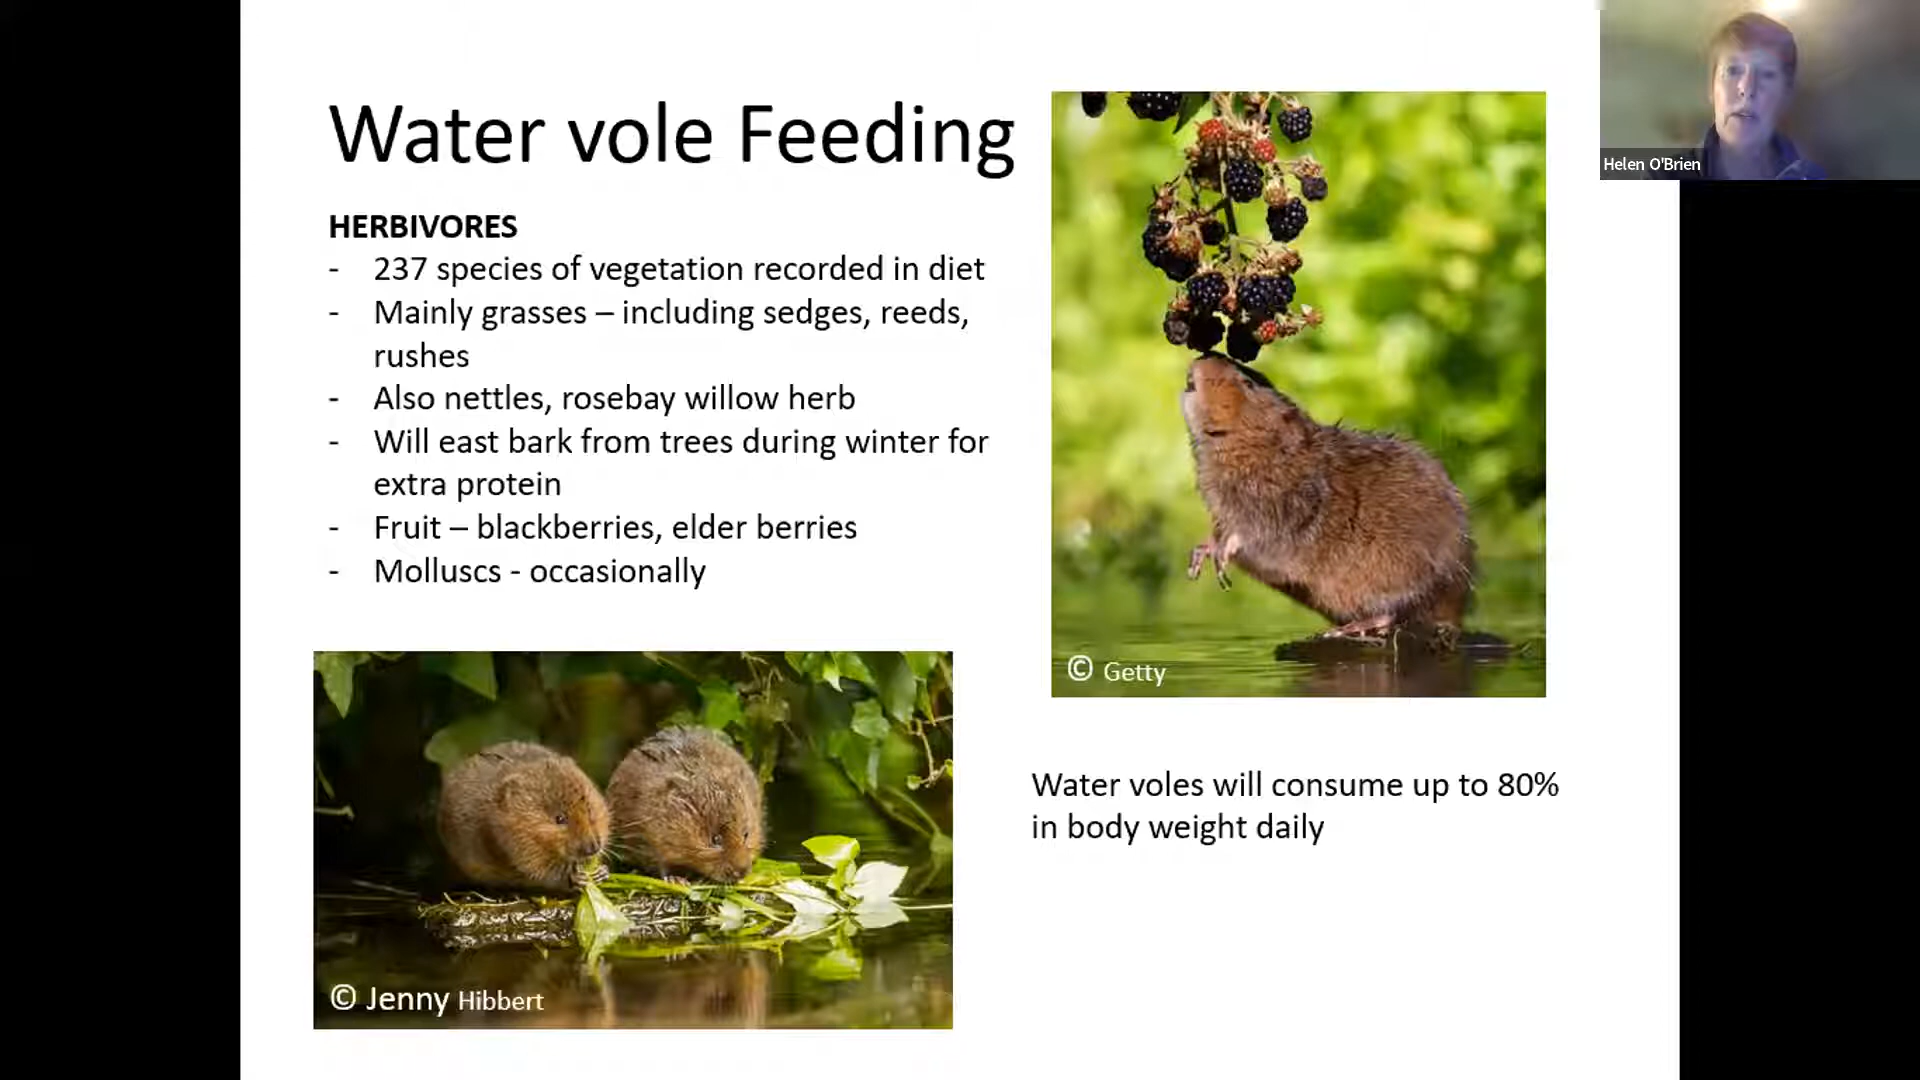 Water vole Feeding
HERBIVORES
- 237 species of vegetation recorded in diet
- Mainly grasses – including sedges, reeds,
rushes
- Also nettles, rosebay willow herb
- Will east bark from trees during winter for
extra protein
- Fruit – blackberries, elder berries
- Molluscs - occasionally
© Getty
Helen O'Brien
Water voles will consume up to 80%
in body weight daily
© Jenny Hibbert